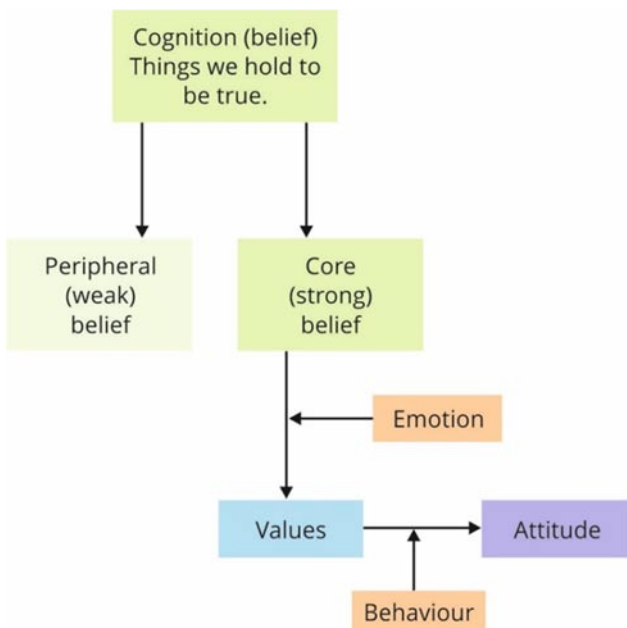 Cognition (belief)
Things we hold to
be true.
Peripheral
(weak)
belief
Core
(strong)
belief
Emotion
Values
Attitude
Behaviour